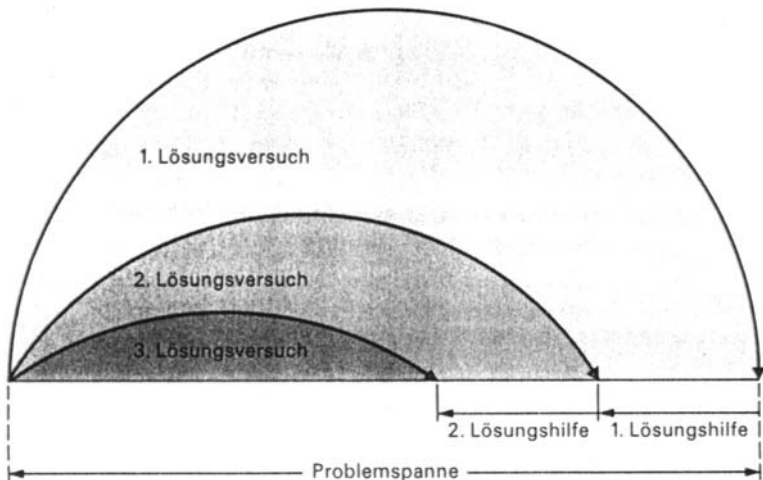 1. Lösungsversuch
2. Lösungsversuch
3. Lösungsversuch
2. Lösungshilfe
1. Lösungshilfe
Problemspanne